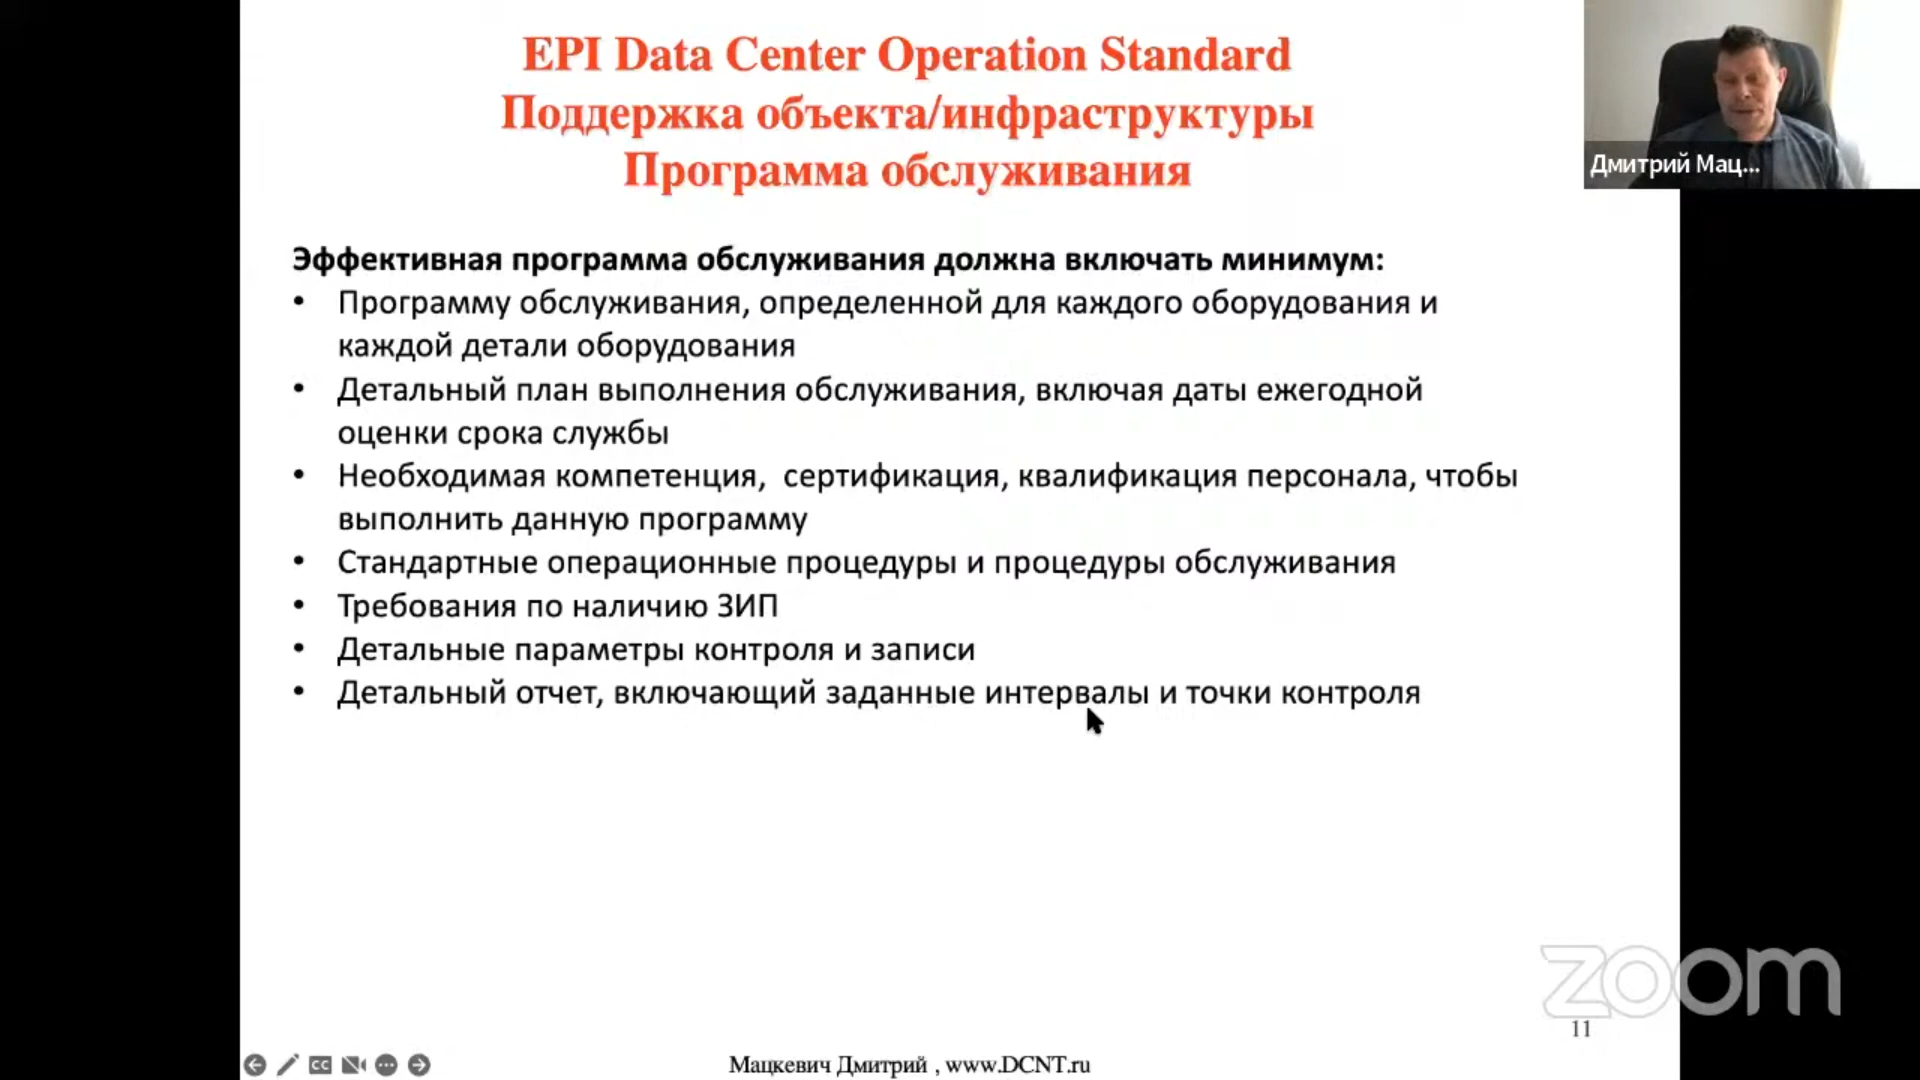 EPI Data Center Operation Standard
Поддержка объекта/инфраструктуры
Программа обслуживания
Дмитрий Мац...
Эффективная программа обслуживания должна включать минимум:
• Программу обслуживания, определенной для каждого оборудования и
каждой детали оборудования
• Детальный план выполнения обслуживания, включая даты ежегодной
оценки срока службы
• Необходимая компетенция, сертификация, квалификация персонала, чтобы
выполнить данную программу
• Стандартные операционные процедуры и процедуры обслуживания
• Требования по наличию ЗИП
• Детальные параметры контроля и записи
• Детальный отчет, включающий заданные интервалы и точки контроля
zoom
11
CC
Мацкевич Дмитрий , www.DCNT.ru